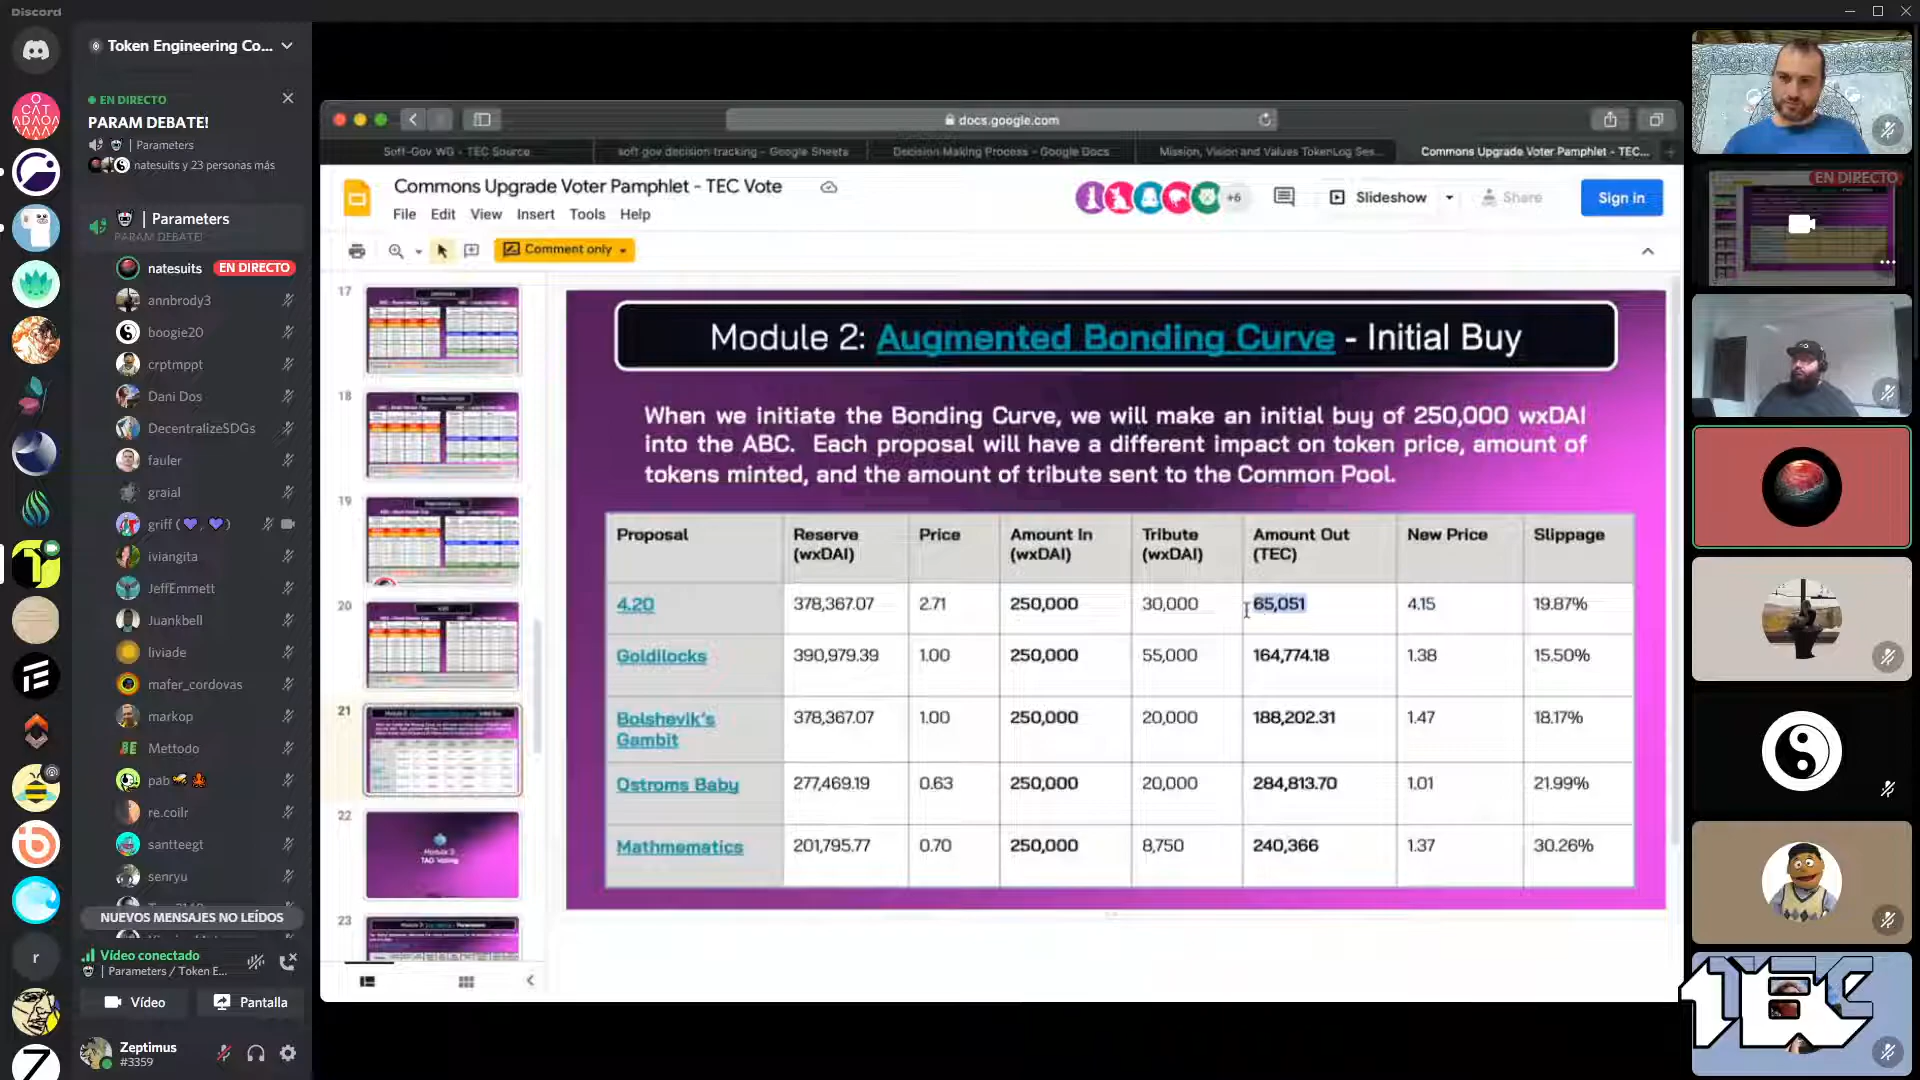 Discord
Token Engineering Co...
EN DIRECTO
PARAM DEBATE!
| Parameters
natesuits y 23 personas más
| Parameters
PARAM DEBATE!
natesuits EN DIRECTO
annbrody3
boogie20
crptmppt
Dani Dos
DecentralizeSDGs
fauler
graial
griff (💜, 💜)
iviangita
JeffEmmett
Juankbell
liviade
mafer_cordovas
markop
Mettodo
pab 🐝 🐙
re.coilr
santteegt
senryu
NUEVOS MENSAJES NO LEÍDOS
Vídeo conectado
| Parameters / Token E...
Vídeo
Pantalla
Zeptimus
#3359
docs.google.com
Soft-Gov WG - TEC Source
soft gov decision tracking - Google Sheets
Decision Making Process - Google Docs
Mission, Vision and Values TokenLog Ses...
Commons Upgrade Voter Pamphlet - TEC...
Commons Upgrade Voter Pamphlet - TEC Vote
File Edit View Insert Tools Help
+6
Slideshow
Share
Sign in
Comment only
17
18
19
20
21
22
Module 3:
TAO Voting
23
Module 2: Augmented Bonding Curve - Initial Buy
When we initiate the Bonding Curve, we will make an initial buy of 250,000 wxDAI
into the ABC. Each proposal will have a different impact on token price, amount of
tokens minted, and the amount of tribute sent to the Common Pool.
Proposal Reserve (wxDAI) Price Amount In (wxDAI) Tribute (wxDAI) Amount Out (TEC) New Price Slippage
4.20 378,367.07 2.71 250,000 30,000 65,051 4.15 19.87%
Goldilocks 390,979.39 1.00 250,000 55,000 164,774.18 1.38 15.50%
Bolshevik's Gambit 378,367.07 1.00 250,000 20,000 188,202.31 1.47 18.17%
Ostroms Baby 277,469.19 0.63 250,000 20,000 284,813.70 1.01 21.99%
Mathmematics 201,795.77 0.70 250,000 8,750 240,366 1.37 30.26%
EN DIRECTO
TEC